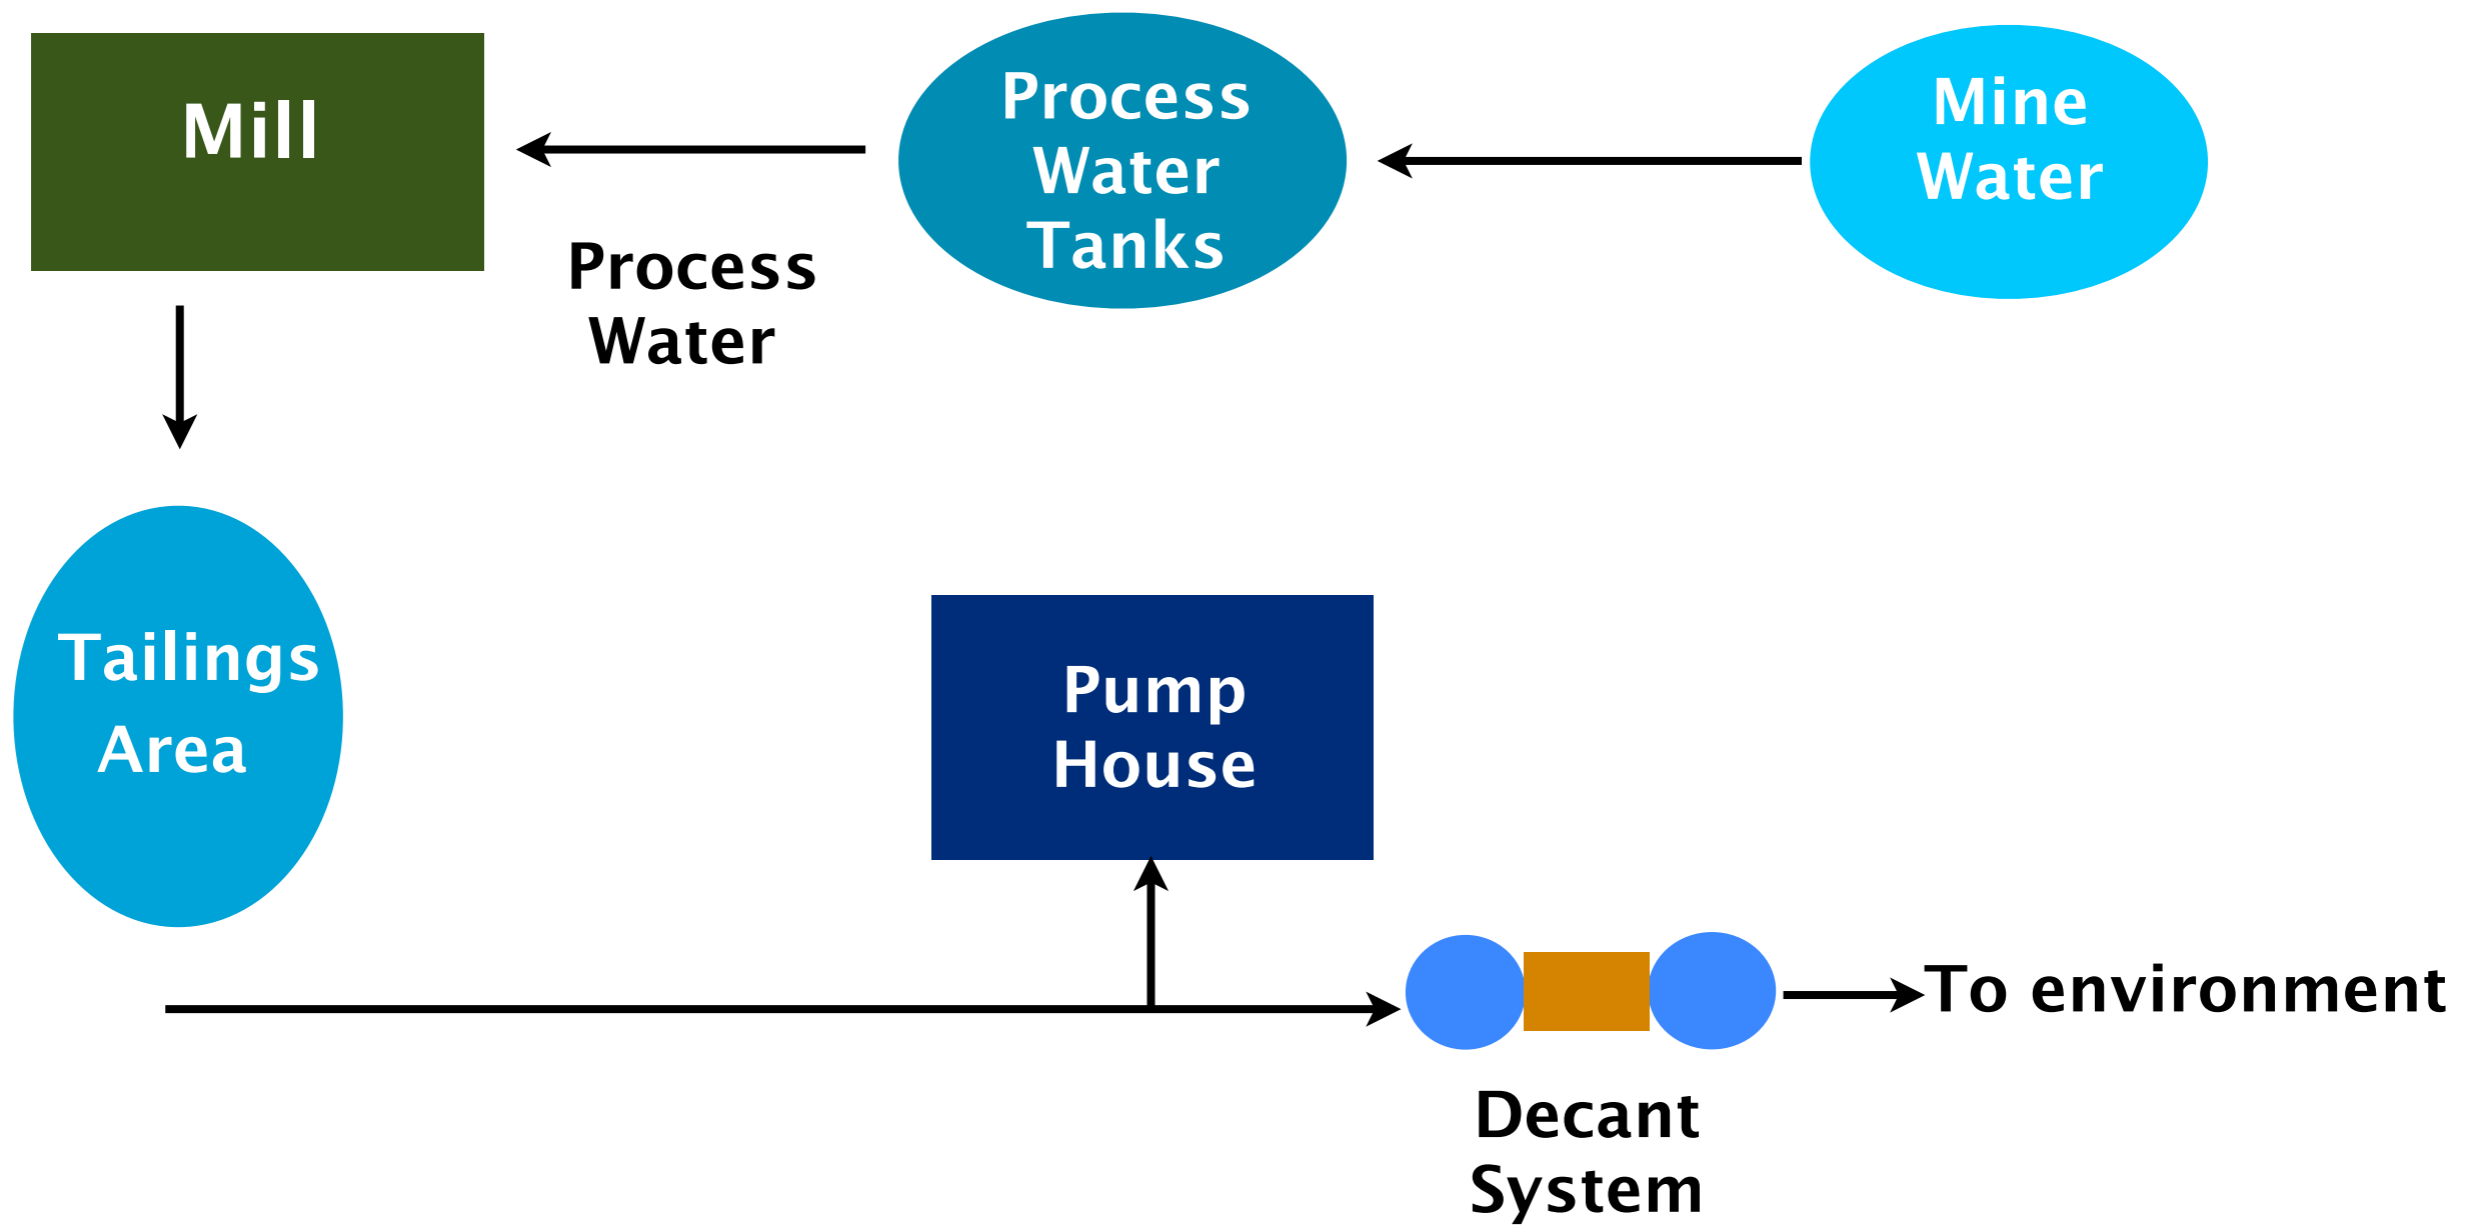 Mill
Process
Water
Tanks
Mine
Water
Process
Water
Tailings
Area
Pump
House
To environment
Decant
System